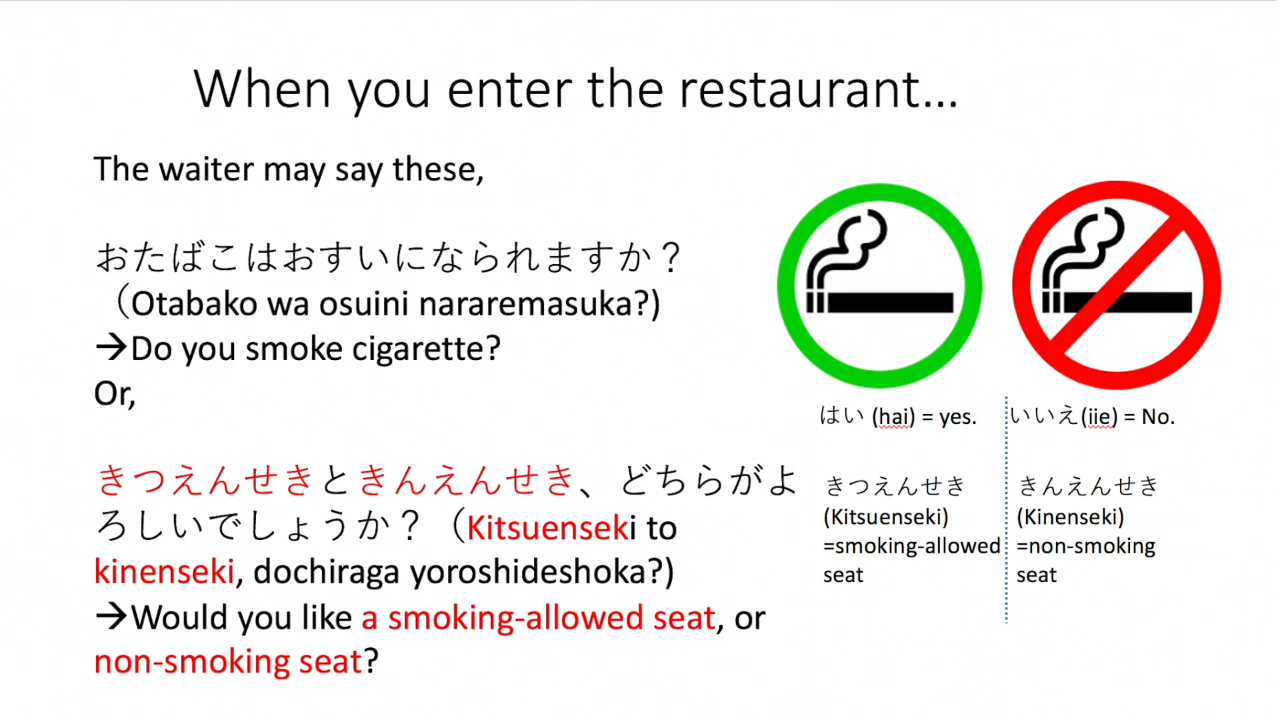 When you enter the restaurant...
The waiter may say these,
おたばこはおすいになられますか？
（Otabako wa osuini nararemasuka?)
→Do you smoke cigarette?
Or,
きつえんせきときんえんせき、どちらがよ
ろしいでしょうか？（Kitsuenseki to
kinenseki, dochiraga yoroshideshoka?)
→Would you like a smoking-allowed seat, or
non-smoking seat?
はい (hai) = yes.
きつえんせき
(Kitsuenseki)
=smoking-allowed
seat
いいえ(iie) = No.
きんえんせき
(Kinenseki)
=non-smoking
seat